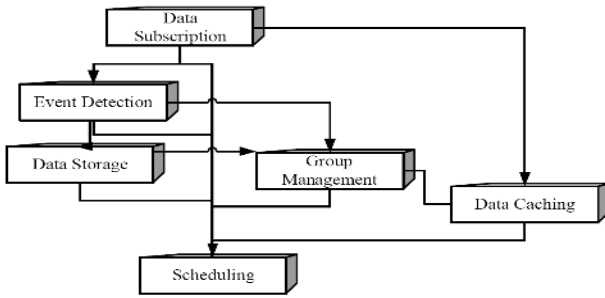 Data
Subscription
Event Detection
Data Storage
Group
Management
Data Caching
Scheduling